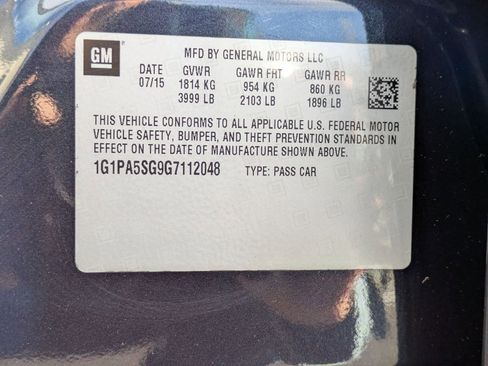 GM
MFD BY GENERAL MOTORS LLC
DATE GVWR GAWR FRT GAWR RR
07/15 1814 KG 954 KG 860 KG
3999 LB 2103 LB 1896 LB
THIS VEHICLE CONFORMS TO ALL APPLICABLE U.S. FEDERAL MOTOR
VEHICLE SAFETY, BUMPER, AND THEFT PREVENTION STANDARDS IN
EFFECT ON THE DATE OF MANUFACTURE SHOWN ABOVE.
1G1PA5SG9G7112048 TYPE: PASS CAR